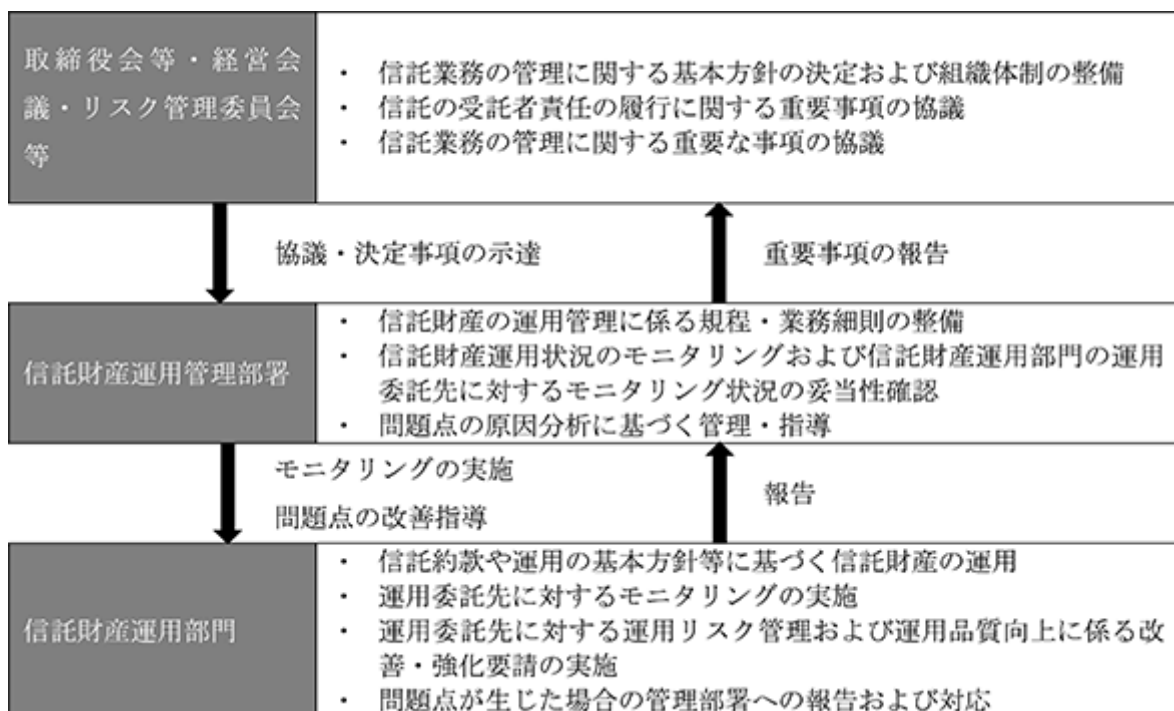 取締役会等・経営会
議・リスク管理委員会
等
・ 信託業務の管理に関する基本方針の決定および組織体制の整備
・ 信託の受託者責任の履行に関する重要事項の協議
・ 信託業務の管理に関する重要な事項の協議
協議・決定事項の示達
重要事項の報告
信託財産運用管理部署
・ 信託財産の運用管理に係る規程・業務細則の整備
・ 信託財産運用状況のモニタリングおよび信託財産運用部門の運用
委託先に対するモニタリング状況の妥当性確認
・ 問題点の原因分析に基づく管理・指導
モニタリングの実施
問題点の改善指導
報告
信託財産運用部門
・ 信託約款や運用の基本方針等に基づく信託財産の運用
・ 運用委託先に対するモニタリングの実施
・ 運用委託先に対する運用リスク管理および運用品質向上に係る改
善・強化要請の実施
・ 問題点が生じた場合の管理部署への報告および対応